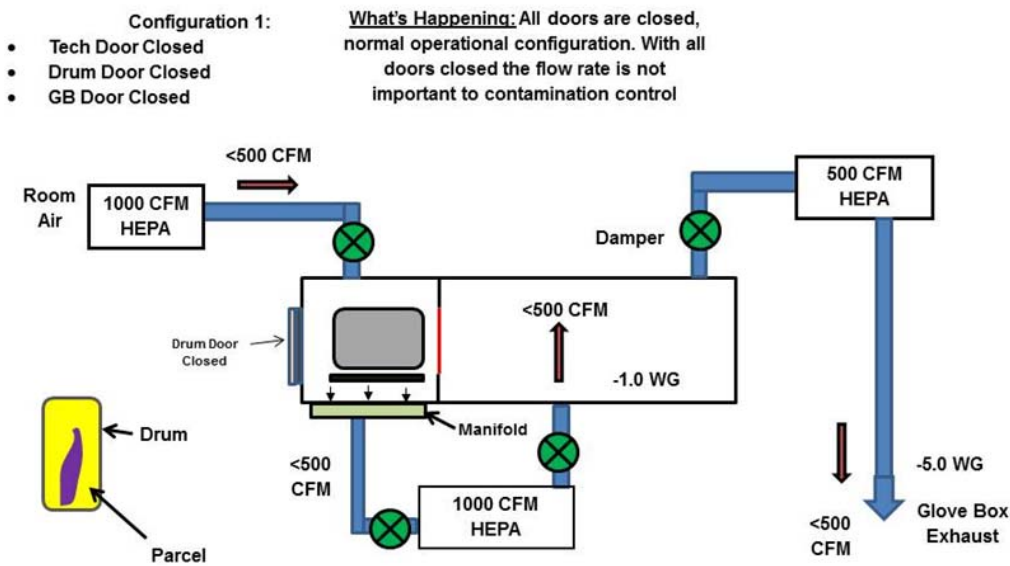 Configuration 1:
• Tech Door Closed
• Drum Door Closed
• GB Door Closed
What's Happening: All doors are closed,
normal operational configuration. With all
doors closed the flow rate is not
important to contamination control
<500 CFM
Room
Air
1000 CFM
HEPA
Damper
500 CFM
HEPA
Drum Door
Closed
<500 CFM
-1.0 WG
Manifold
Drum
Parcel
<500
CFM
1000 CFM
HEPA
-5.0 WG
<500
CFM
Glove Box
Exhaust